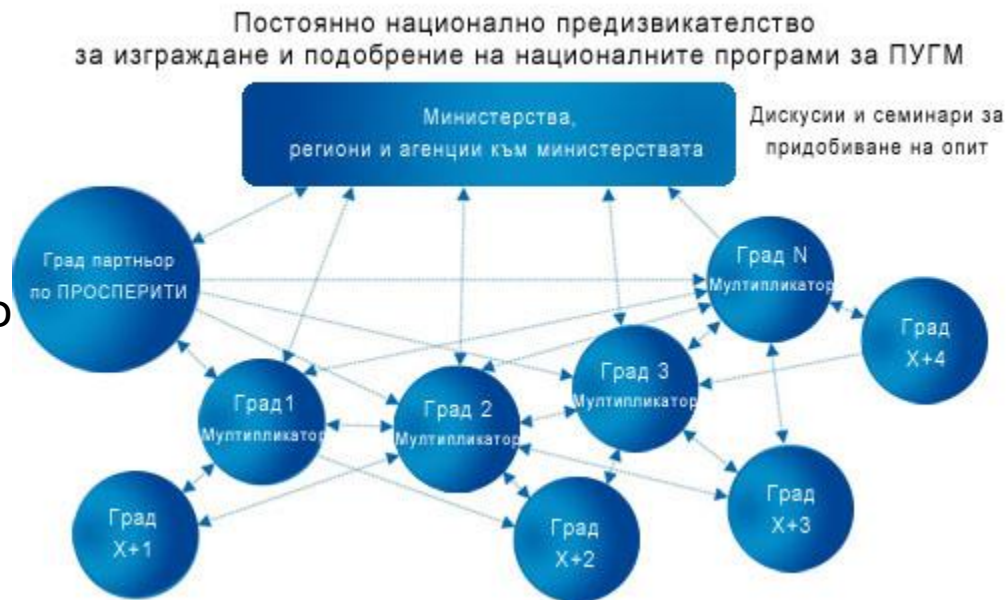 Постоянно национално предизвикателство
за изграждане и подобрение на националните програми за ПУГМ
Министерства,
региони и агенции към министерствата
Дискусии и семинари за
придобиване на опит
Град партньор
по ПРОСПЕРИТИ
Град N
Мултипликатор
Град
X+4
Град 3
Мултипликатор
Град1
Мултипликатор
Град 2
Мултипликатор
Град
X+1
Град
X+2
Град
X+3